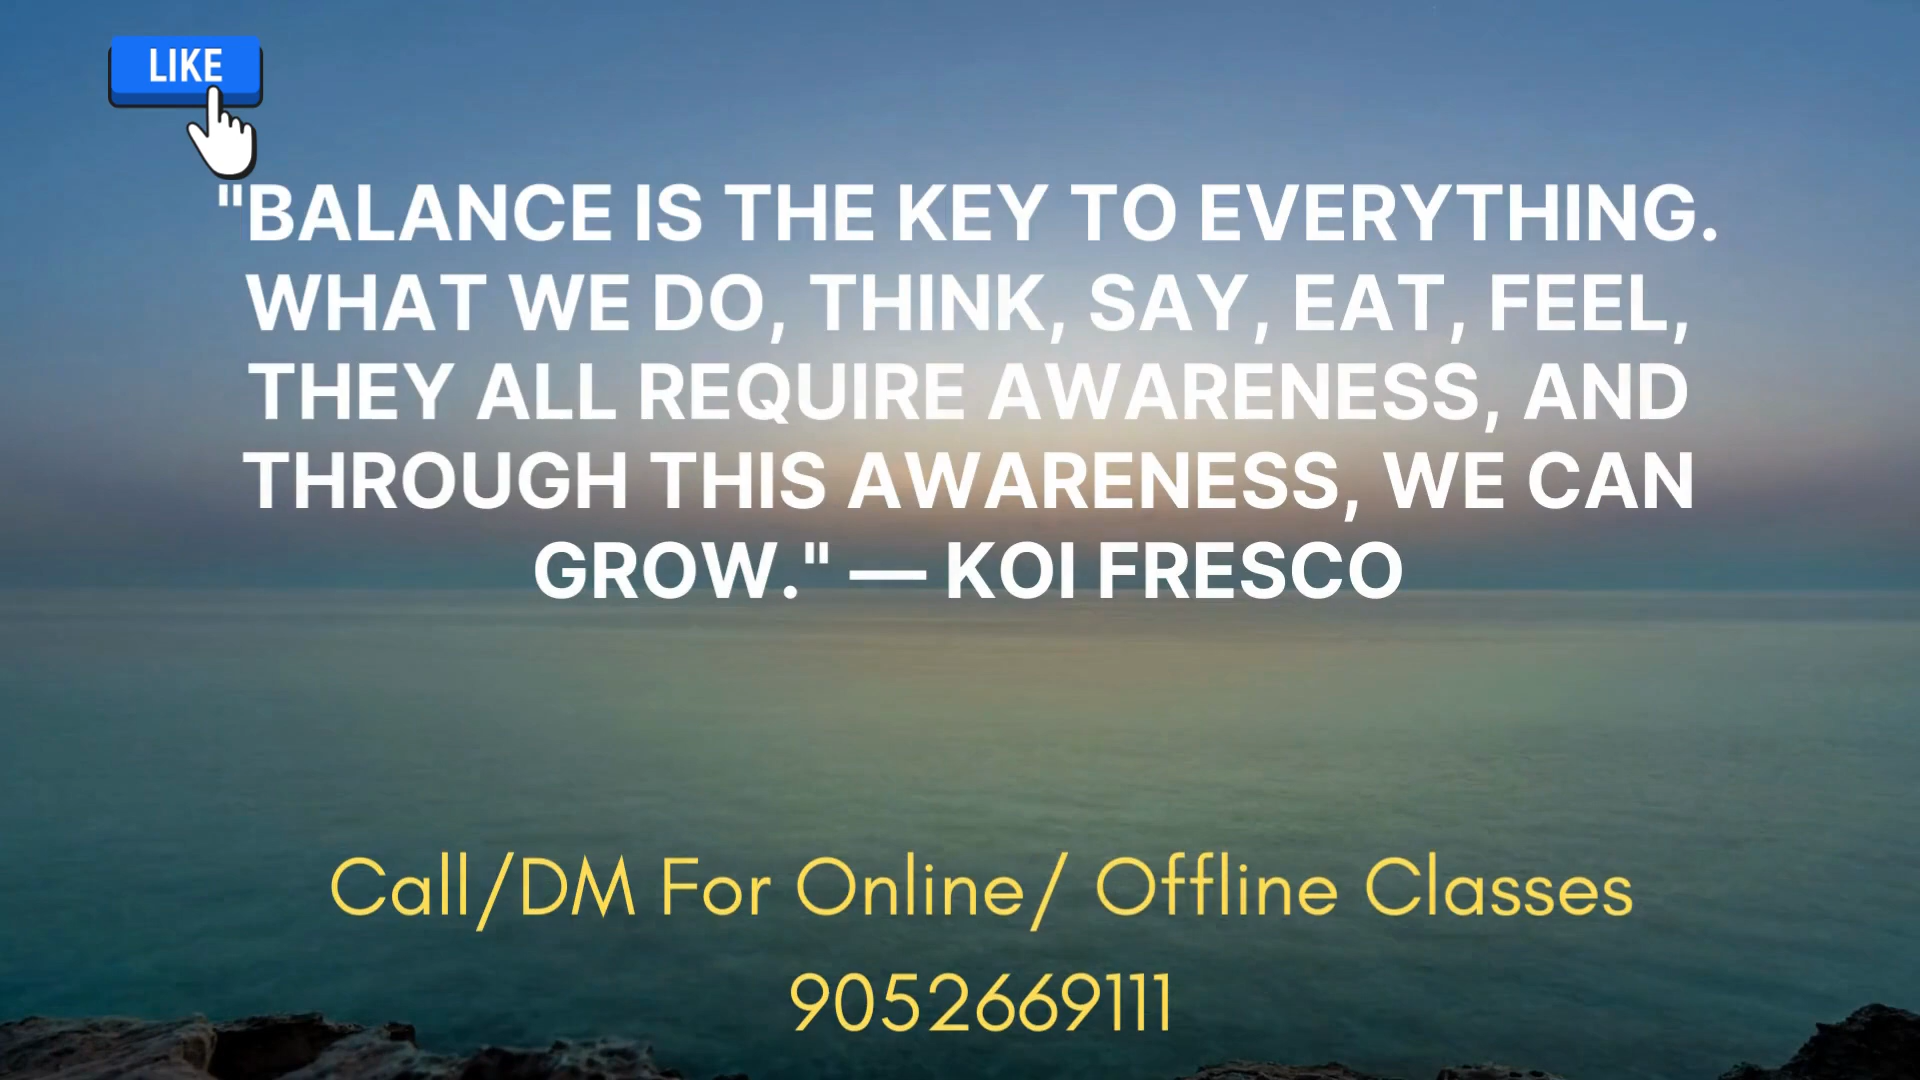 LIKE
"BALANCE IS THE KEY TO EVERYTHING.
WHAT WE DO, THINK, SAY, EAT, FEEL,
THEY ALL REQUIRE AWARENESS, AND
THROUGH THIS AWARENESS, WE CAN
GROW." — KOI FRESCO
Call/DM For Online/ Offline Classes
9052669111